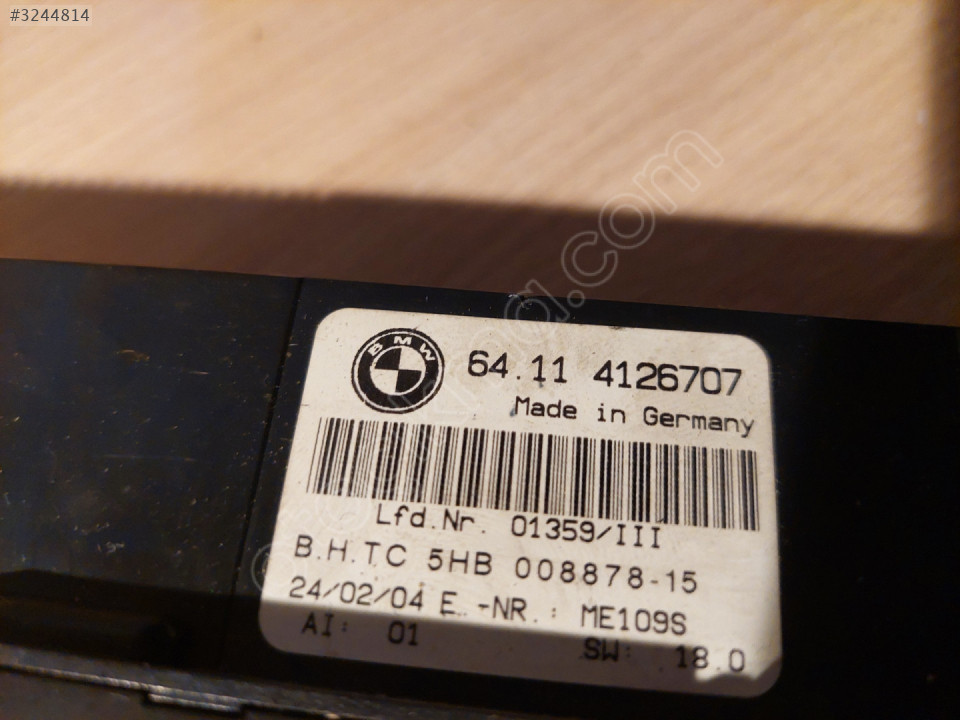 #3244814
BMW
64.11 4126707
Made in Germany
Lfd.Nr. 01359/III
B.H.TC 5HB 008878-15
24/02/04 E.-NR.: ME109S
AI: 01 SW: 18.0